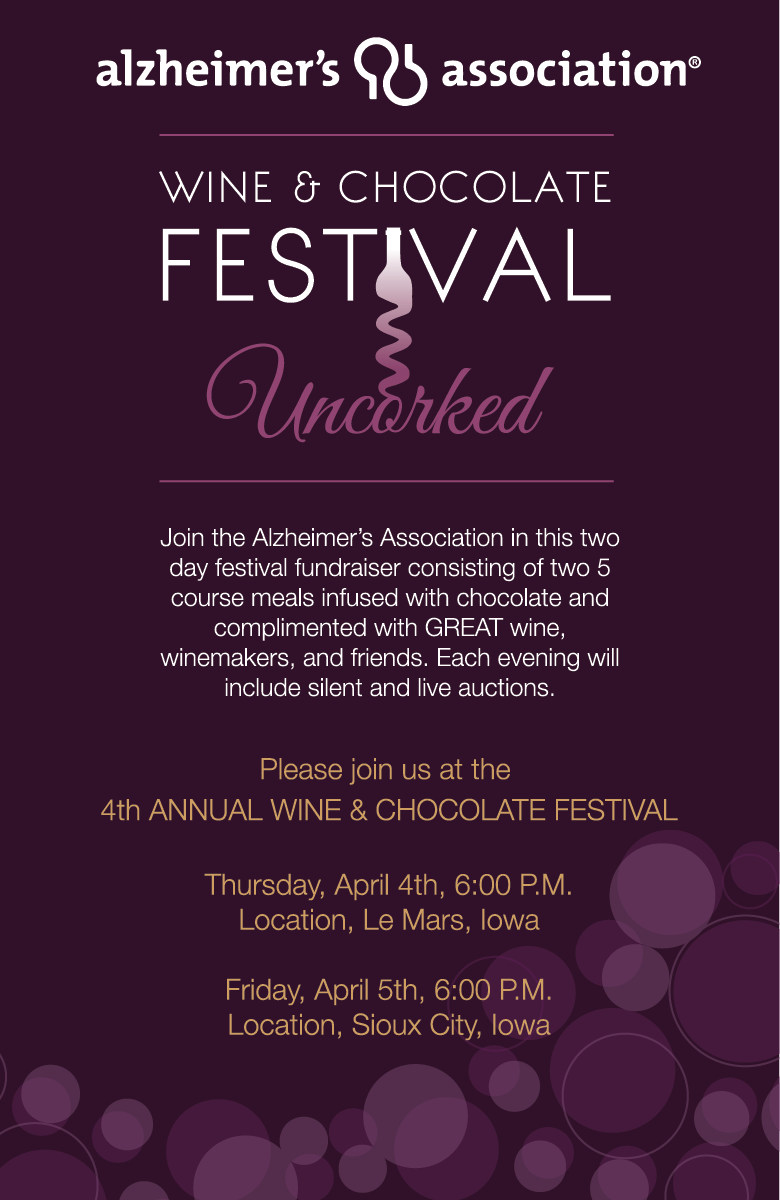 alzheimer's association®
WINE & CHOCOLATE
FESTIVAL
Uncorked
Join the Alzheimer's Association in this two
day festival fundraiser consisting of two 5
course meals infused with chocolate and
complimented with GREAT wine,
winemakers, and friends. Each evening will
include silent and live auctions.
Please join us at the
4th ANNUAL WINE & CHOCOLATE FESTIVAL
Thursday, April 4th, 6:00 P.M.
Location, Le Mars, Iowa
Friday, April 5th, 6:00 P.M.
Location, Sioux City, Iowa